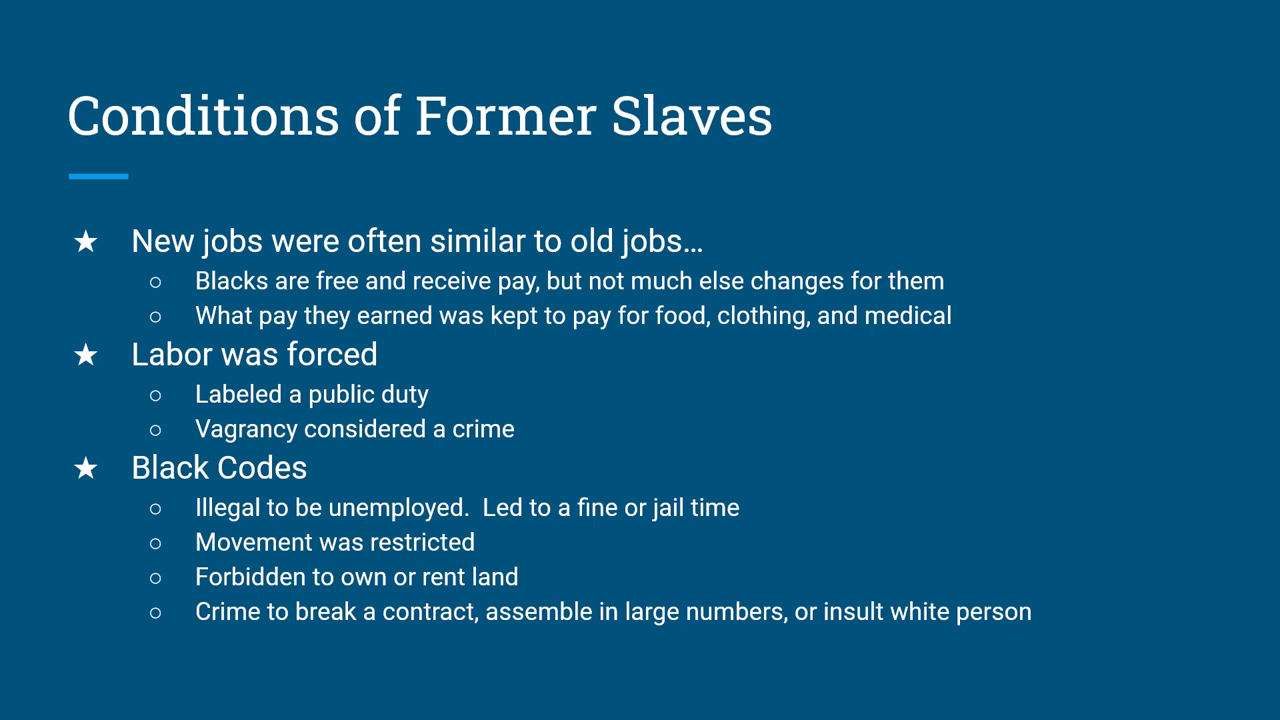 Conditions of Former Slaves
★ New jobs were often similar to old jobs…
○ Blacks are free and receive pay, but not much else changes for them
○ What pay they earned was kept to pay for food, clothing, and medical
★ Labor was forced
○ Labeled a public duty
○ Vagrancy considered a crime
★ Black Codes
○ Illegal to be unemployed.  Led to a fine or jail time
○ Movement was restricted
○ Forbidden to own or rent land
○ Crime to break a contract, assemble in large numbers, or insult white person